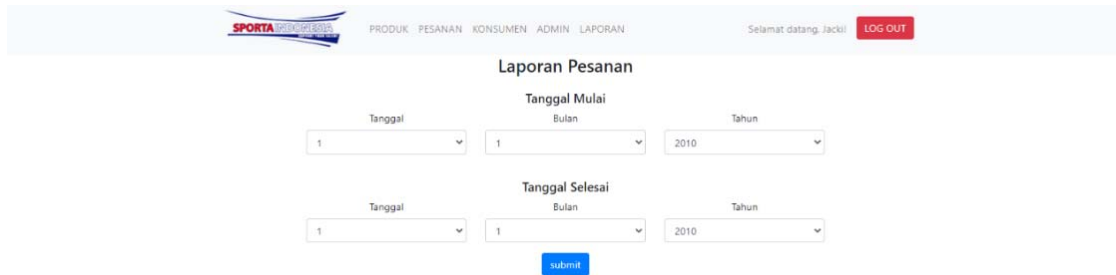 SPORTA INDONESIA
PRODUK PESANAN KONSUMEN ADMIN LAPORAN
Selamat datang, Jacki!
LOG OUT
Laporan Pesanan
Tanggal Mulai
Tanggal Bulan Tahun
1 1 2010
Tanggal Selesai
Tanggal Bulan Tahun
1 1 2010
submit